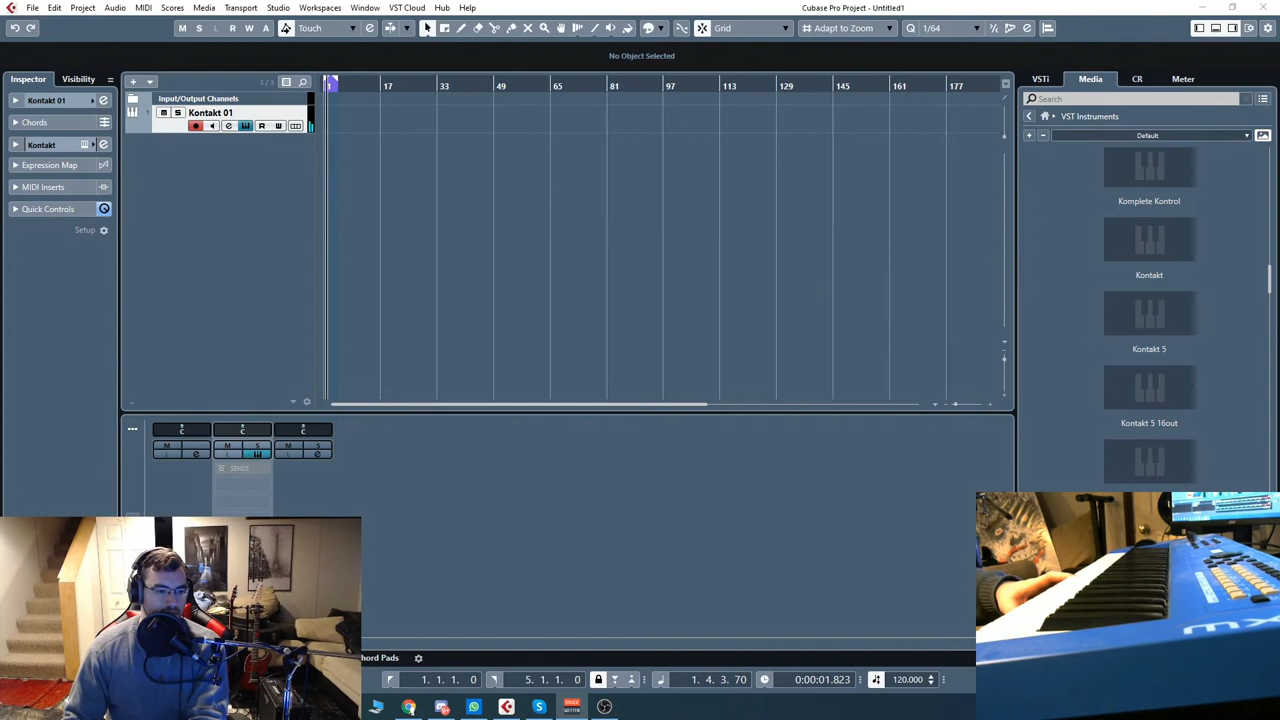 File Edit Project Audio MIDI Scores Media Transport Studio Workspaces Window VST Cloud Hub Help
Cubase Pro Project - Untitled1
M S L R W A Touch Grid Adapt to Zoom Q 1/64
No Object Selected
Inspector Visibility
Kontakt 01
Chords
Kontakt
Expression Map
MIDI Inserts
Quick Controls
Setup
3/3
Input/Output Channels
1 M S Kontakt 01
R W
1 17 33 49 65 81 97 113 129 145 161 177
VSTi Media CR Meter
Search
VST Instruments
Default
Komplete Kontrol
Kontakt
Kontakt 5
Kontakt 5 16out
C C C
M M S M S
L L L
SENDS
hord Pads
1. 1. 1. 0 5. 1. 1. 0 1. 4. 3. 70 0:00:01.823 120.000
MX